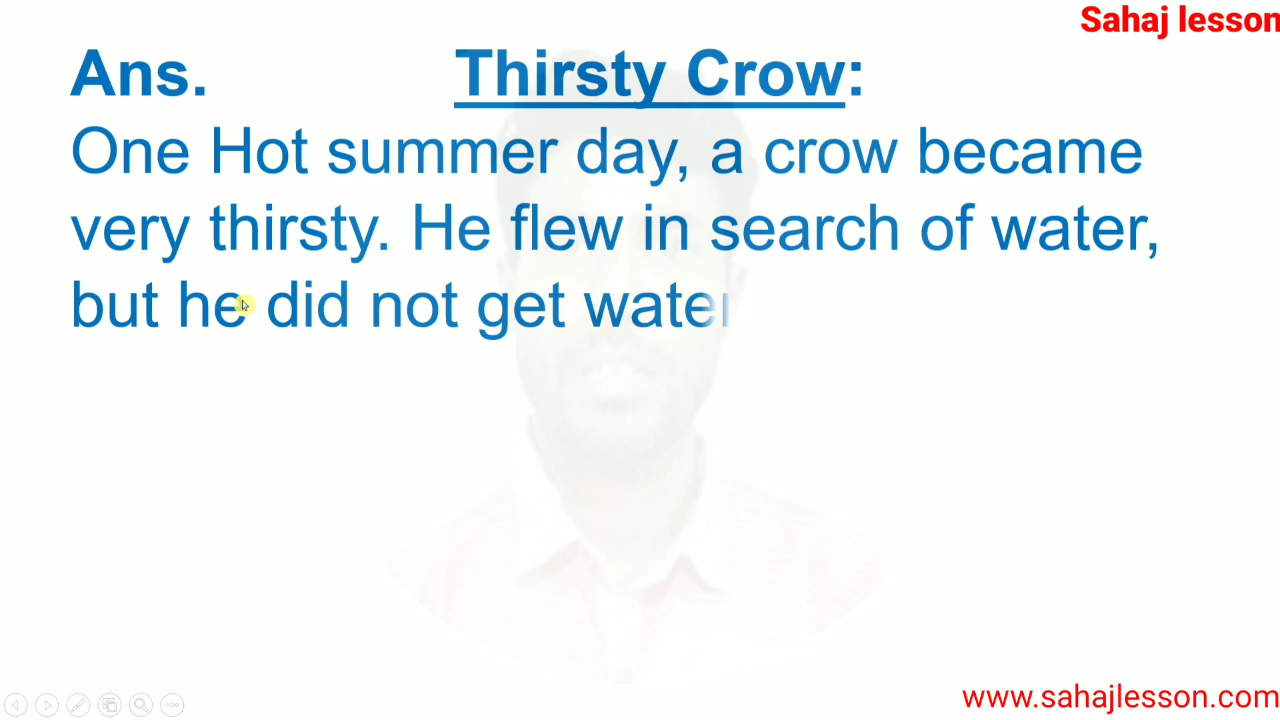 Sahaj lesson
Ans. Thirsty Crow:
One Hot summer day, a crow became
very thirsty. He flew in search of water,
but he did not get water
www.sahajlesson.com